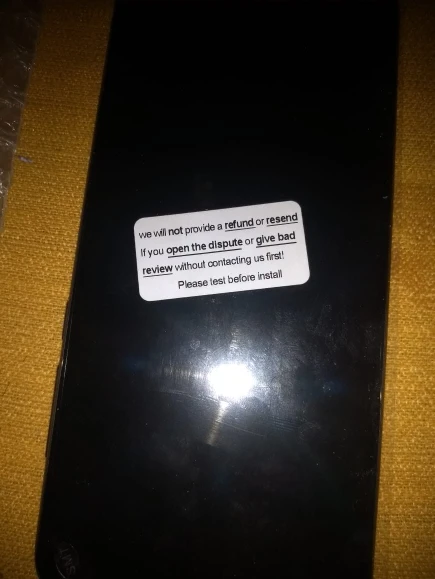 we will not provide a refund or resend
If you open the dispute or give bad
review without contacting us first!
Please test before install